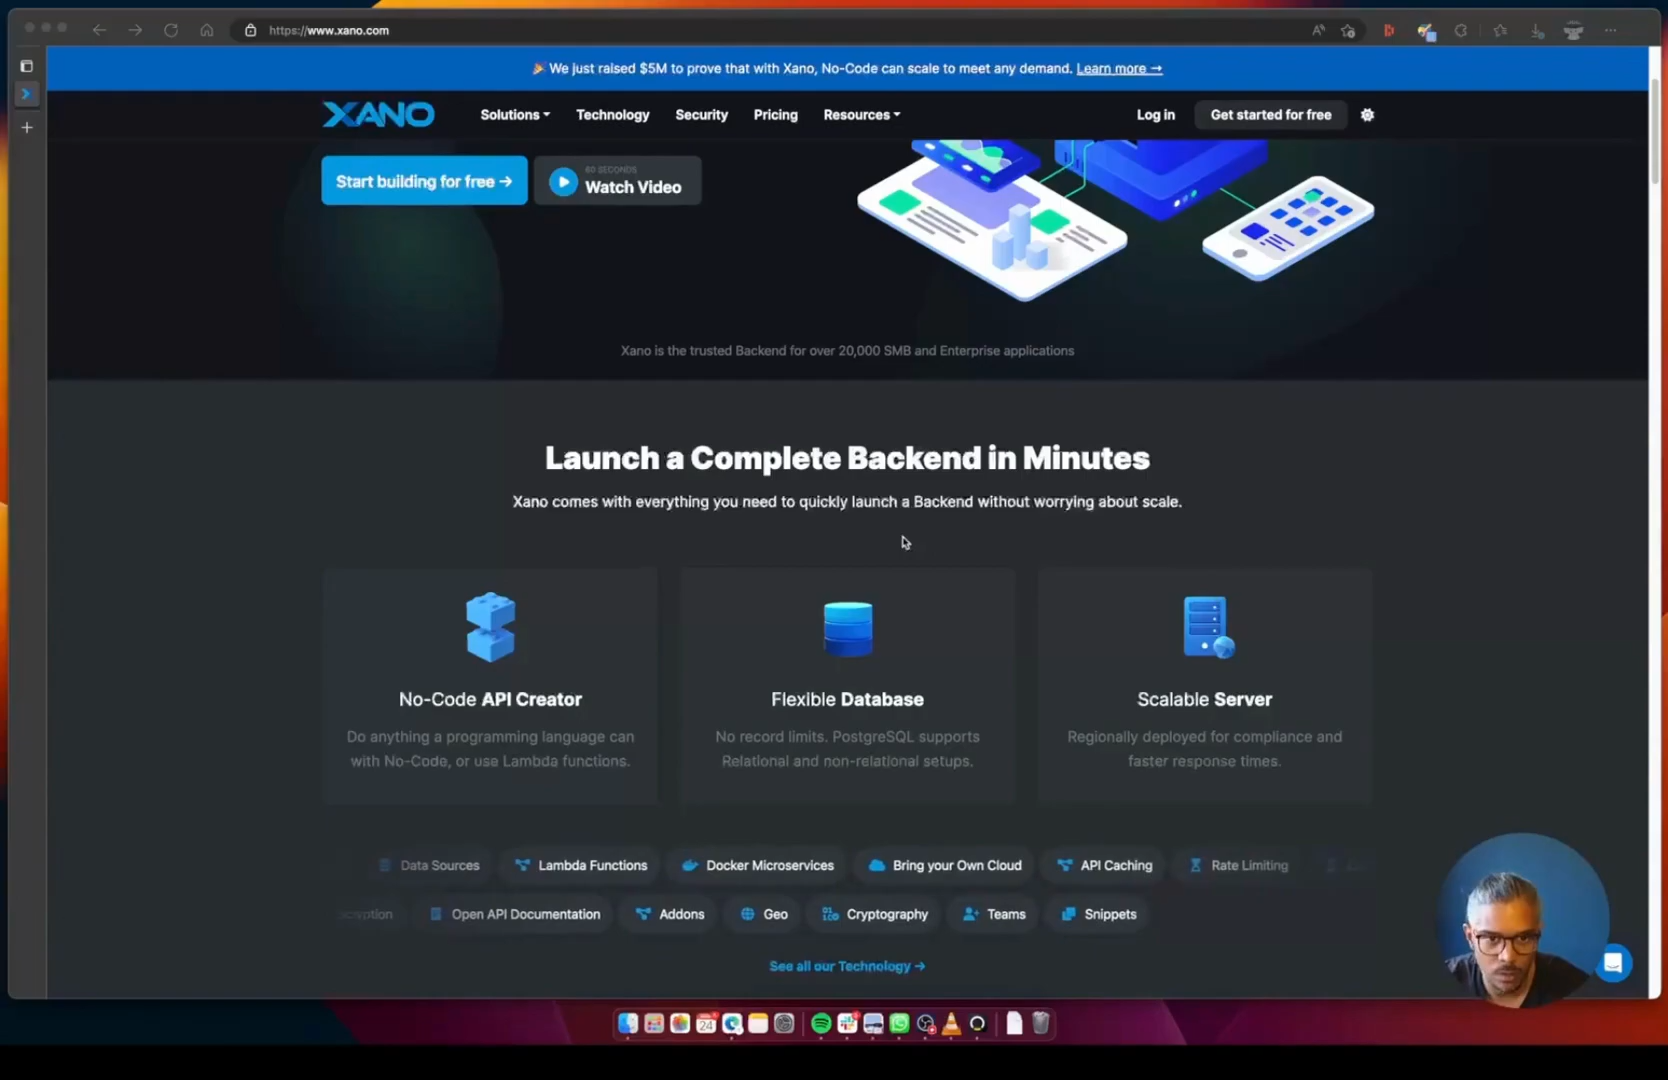 https://www.xano.com
🎉 We just raised $5M to prove that with Xano, No-Code can scale to meet any demand. Learn more →
XANO
Solutions
Technology
Security
Pricing
Resources
Log in
Get started for free
Start building for free →
60 SECONDS
Watch Video
Xano is the trusted Backend for over 20,000 SMB and Enterprise applications
Launch a Complete Backend in Minutes
Xano comes with everything you need to quickly launch a Backend without worrying about scale.
No-Code API Creator
Do anything a programming language can
with No-Code, or use Lambda functions.
Flexible Database
No record limits. PostgreSQL supports
Relational and non-relational setups.
Scalable Server
Regionally deployed for compliance and
faster response times.
Data Sources
Lambda Functions
Docker Microservices
Bring your Own Cloud
API Caching
Rate Limiting
Open API Documentation
Addons
Geo
Cryptography
Teams
Snippets
See all our Technology →
24